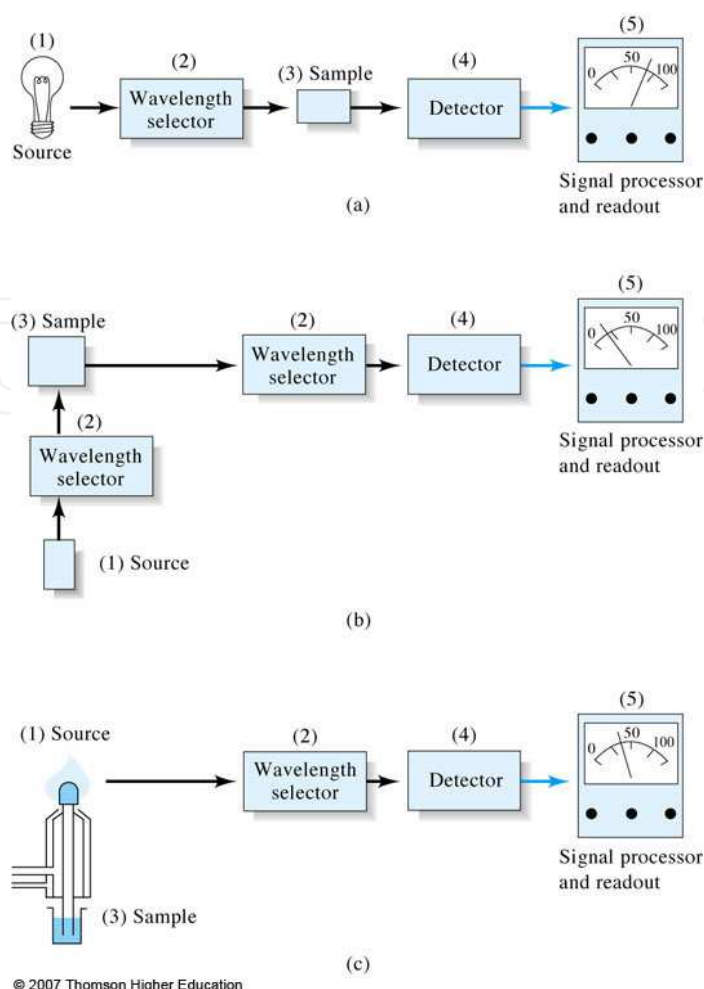 (1)
Source
(2)
Wavelength
selector
(3) Sample
(4)
Detector
(5)
0 50 100
Signal processor
and readout
(a)
(3) Sample
(2)
Wavelength
selector
(1) Source
(2)
Wavelength
selector
(4)
Detector
(5)
0 50 100
Signal processor
and readout
(b)
(1) Source
(3) Sample
(2)
Wavelength
selector
(4)
Detector
(5)
0 50 100
Signal processor
and readout
(c)
© 2007 Thomson Higher Education